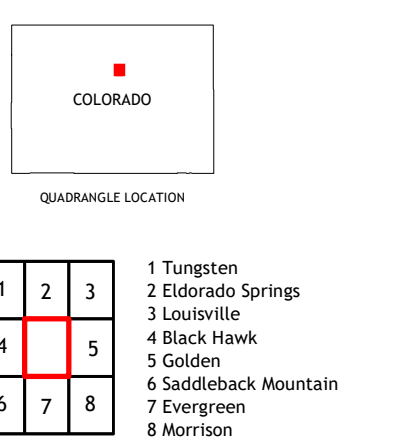 COLORADO
QUADRANGLE LOCATION
1 2 3
4 5
6 7 8
1 Tungsten
2 Eldorado Springs
3 Louisville
4 Black Hawk
5 Golden
6 Saddleback Mountain
7 Evergreen
8 Morrison